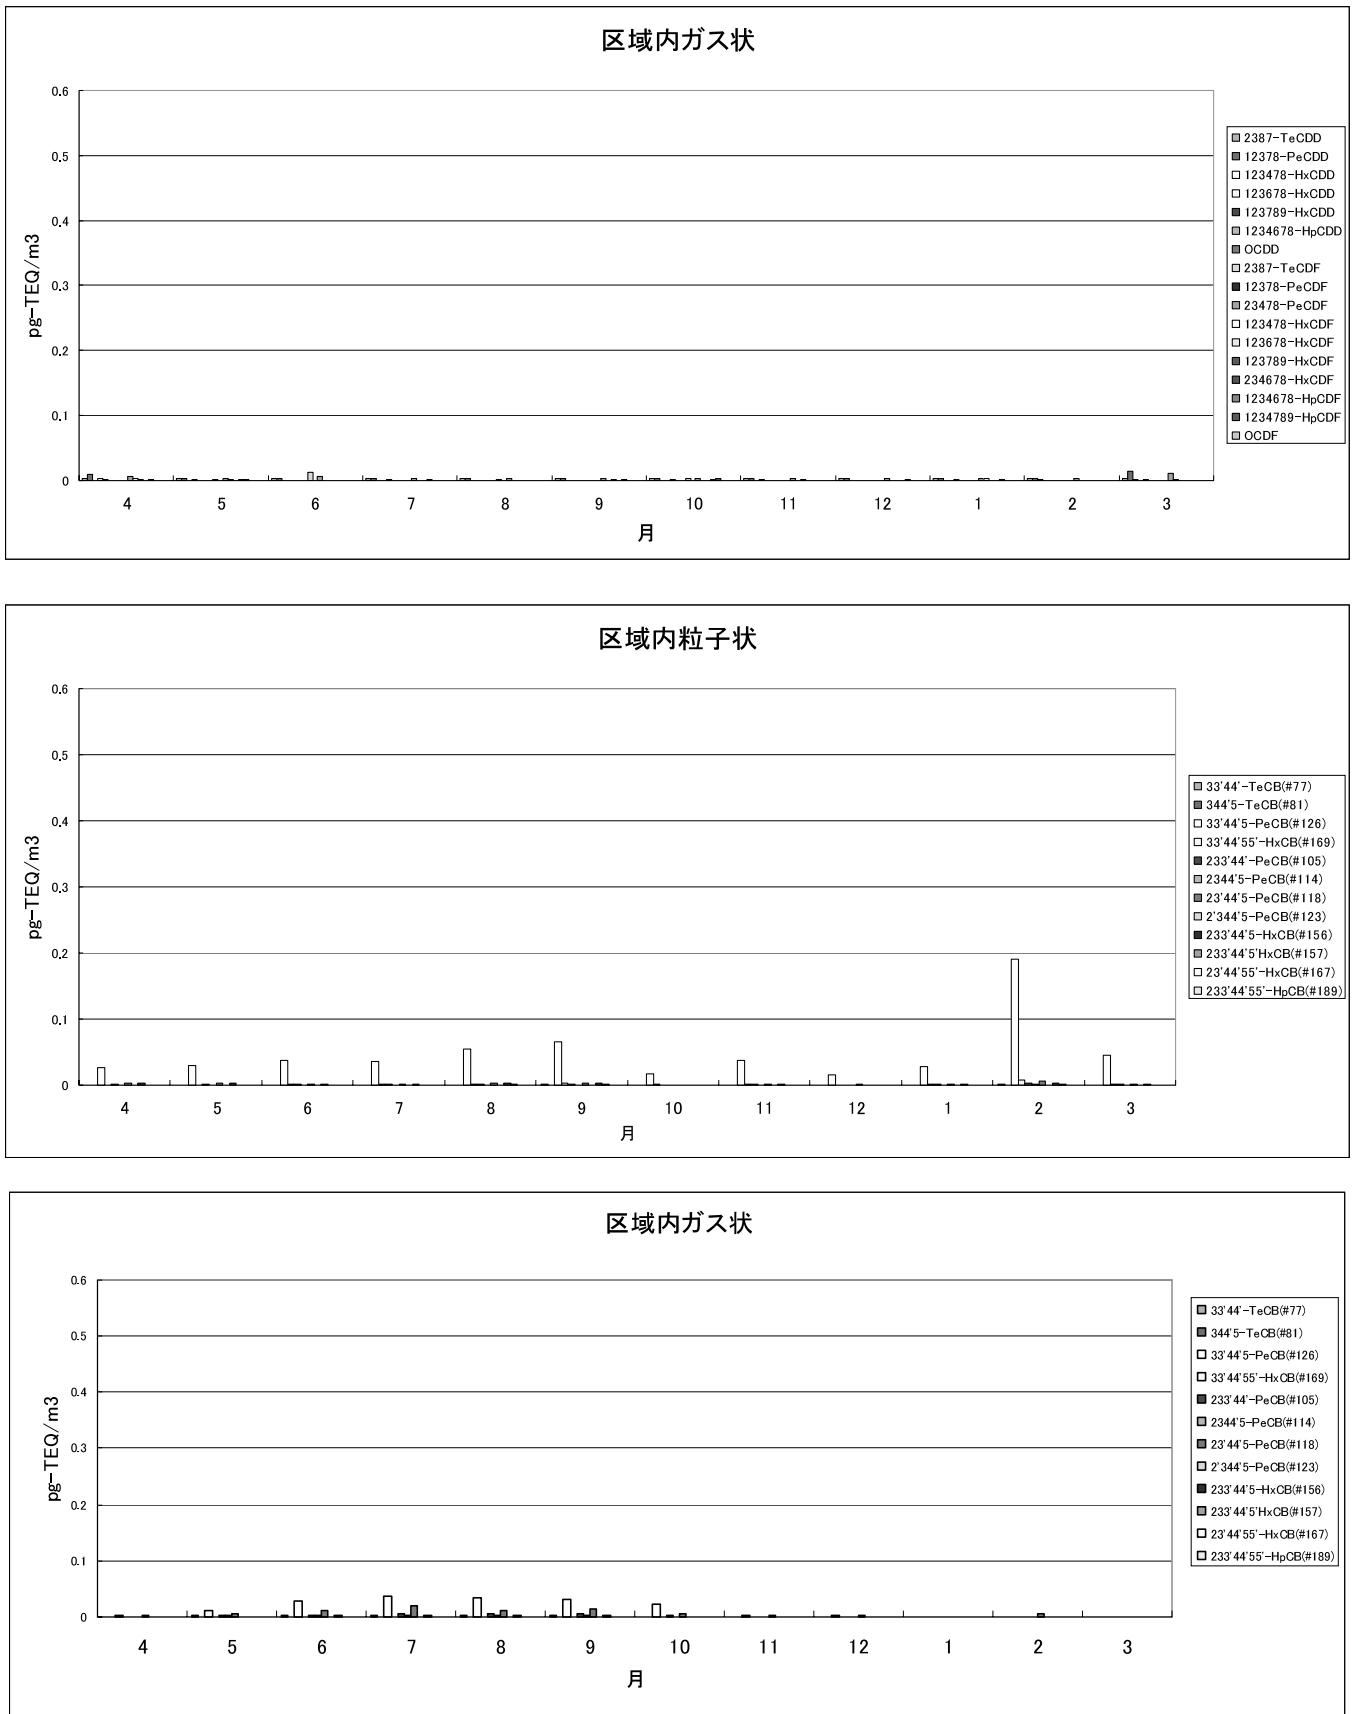 区域内ガス状
pg-TEQ/m3
0.6
0.5
0.4
0.3
0.2
0.1
0
4 5 6 7 8 9 10 11 12 1 2 3
月
2387-TeCDD
12378-PeCDD
123478-HxCDD
123678-HxCDD
123789-HxCDD
1234678-HpCDD
OCDD
2387-TeCDF
12378-PeCDF
23478-PeCDF
123478-HxCDF
123678-HxCDF
123789-HxCDF
234678-HxCDF
1234678-HpCDF
1234789-HpCDF
OCDF
区域内粒子状
pg-TEQ/m3
0.6
0.5
0.4
0.3
0.2
0.1
0
4 5 6 7 8 9 10 11 12 1 2 3
月
33'44'-TeCB(#77)
344'5-TeCB(#81)
33'44'5-PeCB(#126)
33'44'55'-HxCB(#169)
233'44'-PeCB(#105)
2344'5-PeCB(#114)
23'44'5-PeCB(#118)
2'344'5-PeCB(#123)
233'44'5-HxCB(#156)
233'44'5'HxCB(#157)
23'44'55'-HxCB(#167)
233'44'55'-HpCB(#189)
区域内ガス状
pg-TEQ/m3
0.6
0.5
0.4
0.3
0.2
0.1
0
4 5 6 7 8 9 10 11 12 1 2 3
月
33'44'-TeCB(#77)
344'5-TeCB(#81)
33'44'5-PeCB(#126)
33'44'55'-HxCB(#169)
233'44'-PeCB(#105)
2344'5-PeCB(#114)
23'44'5-PeCB(#118)
2'344'5-PeCB(#123)
233'44'5-HxCB(#156)
233'44'5'HxCB(#157)
23'44'55'-HxCB(#167)
233'44'55'-HpCB(#189)